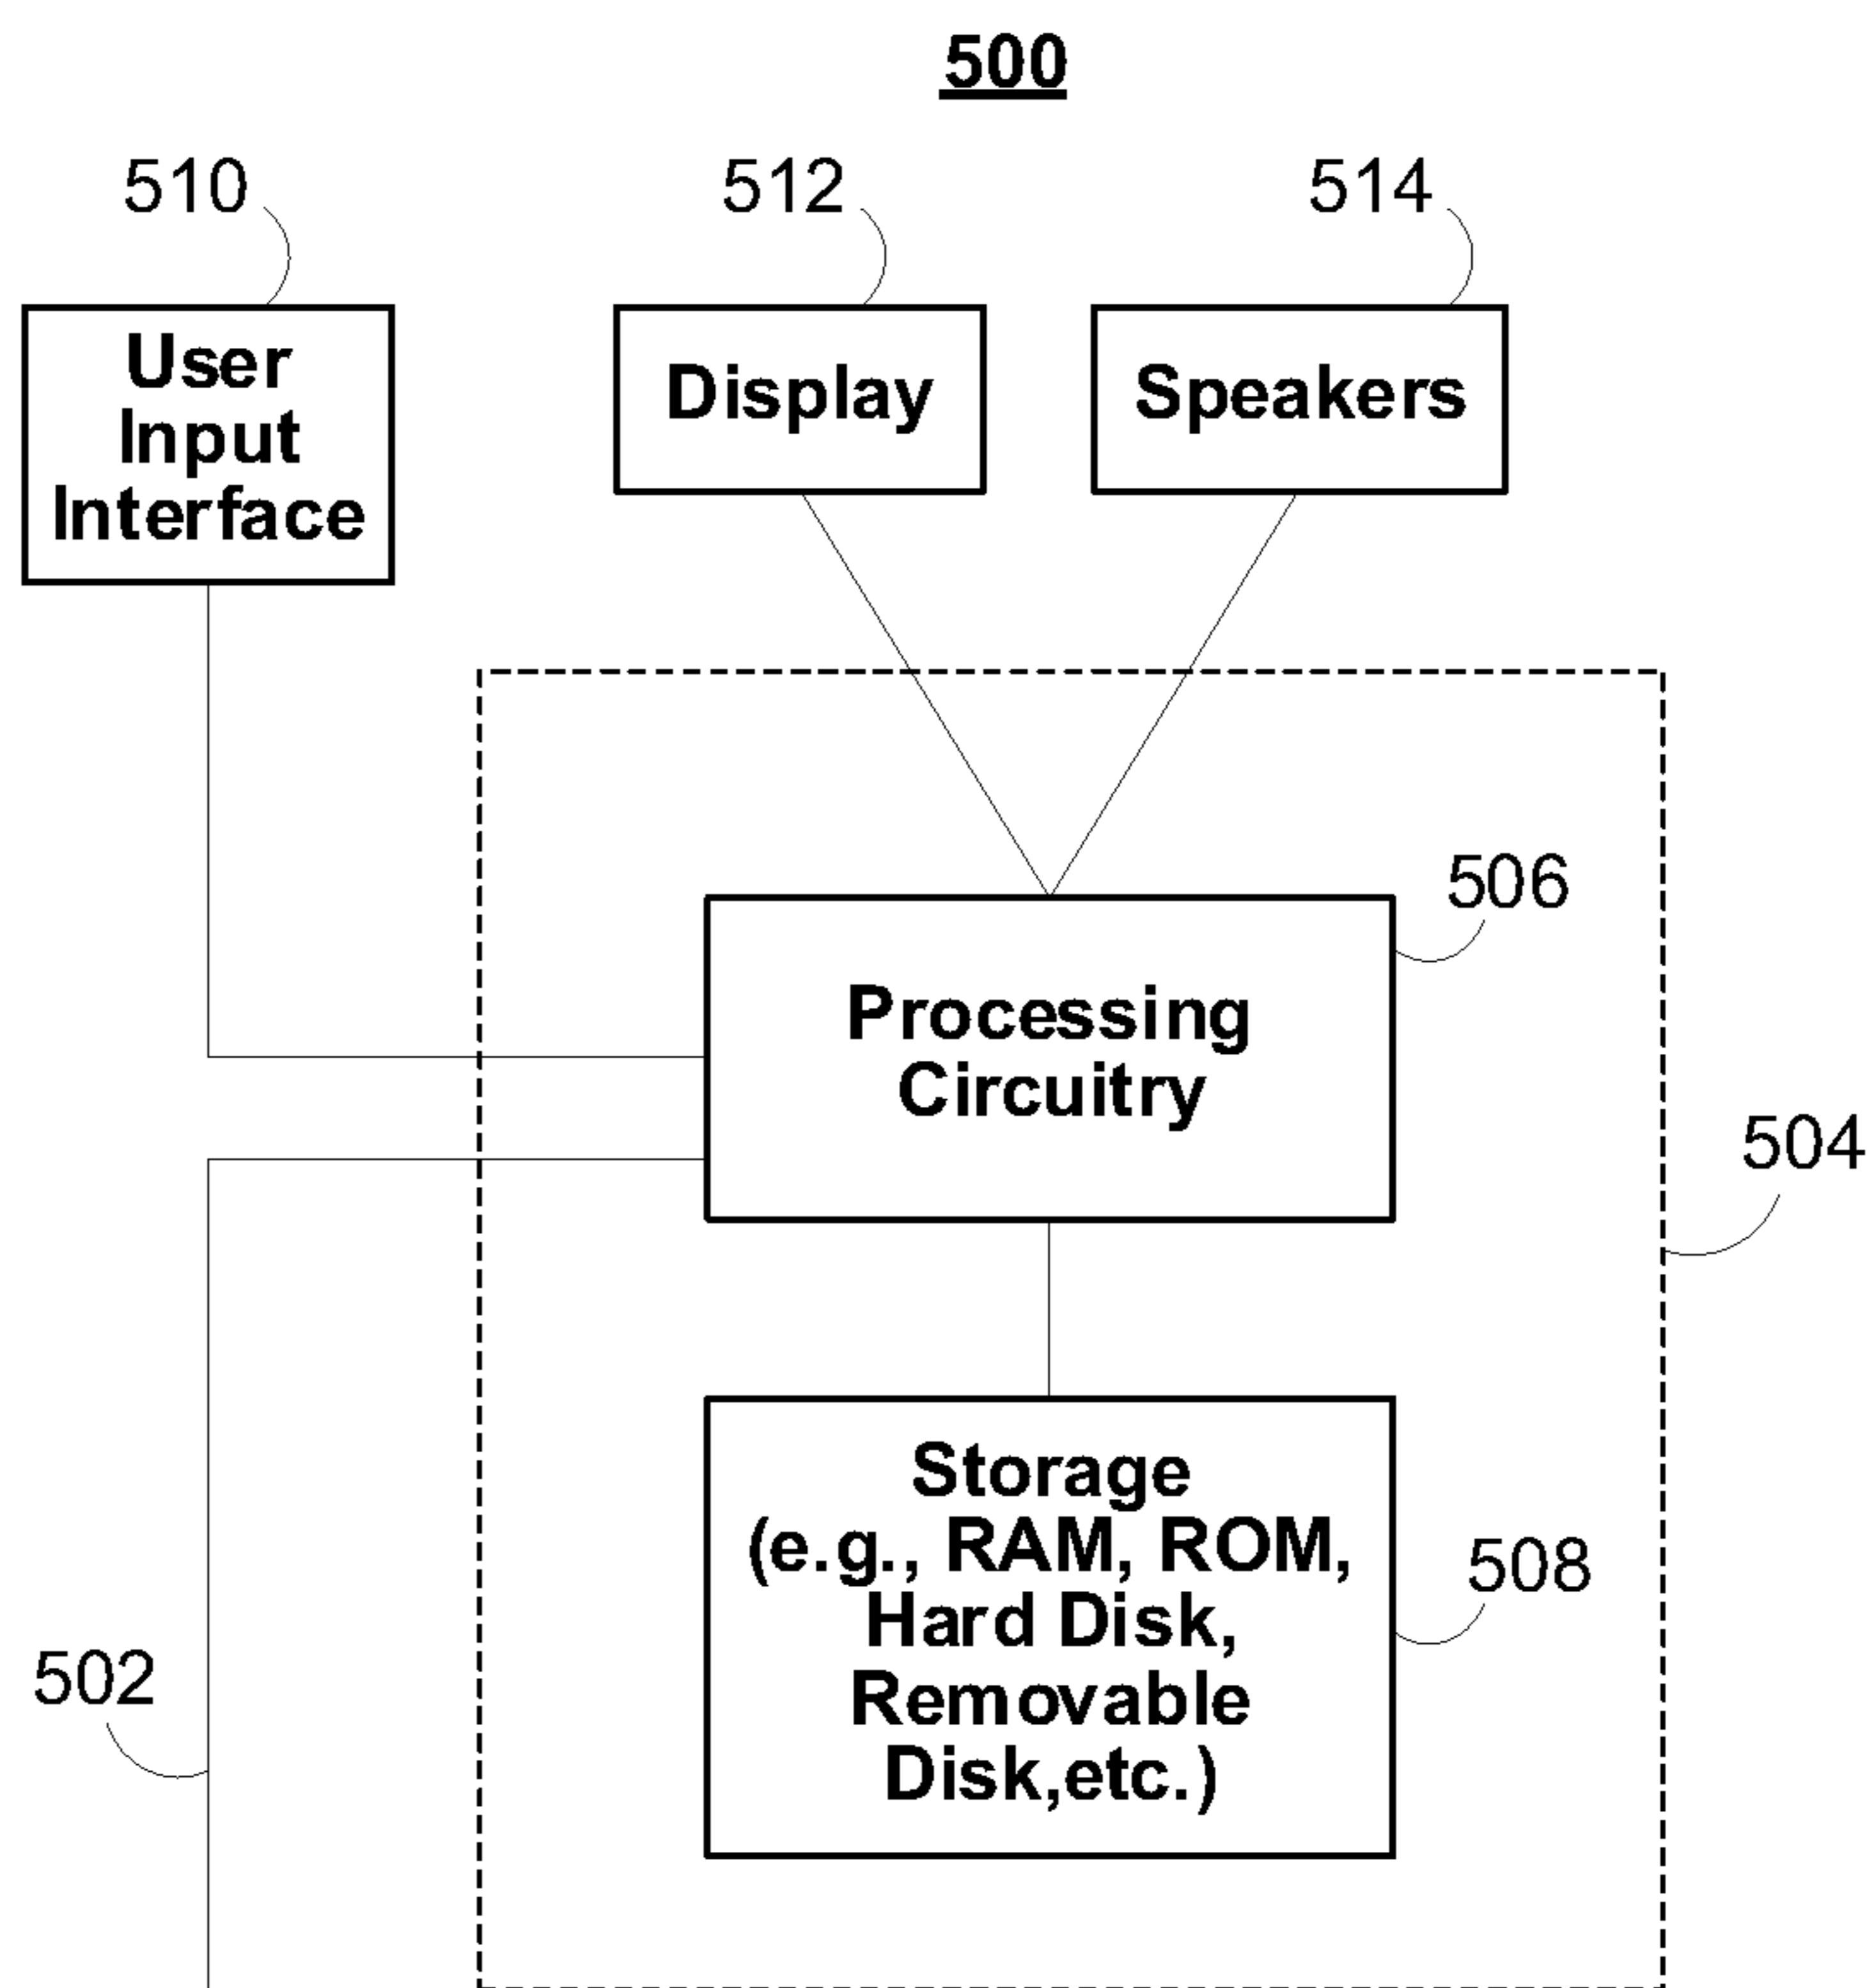 500
510
512
514
User
Input
Interface
Display
Speakers
506
Processing
Circuitry
504
Storage
(e.g., RAM, ROM,
Hard Disk,
Removable
Disk,etc.)
508
502